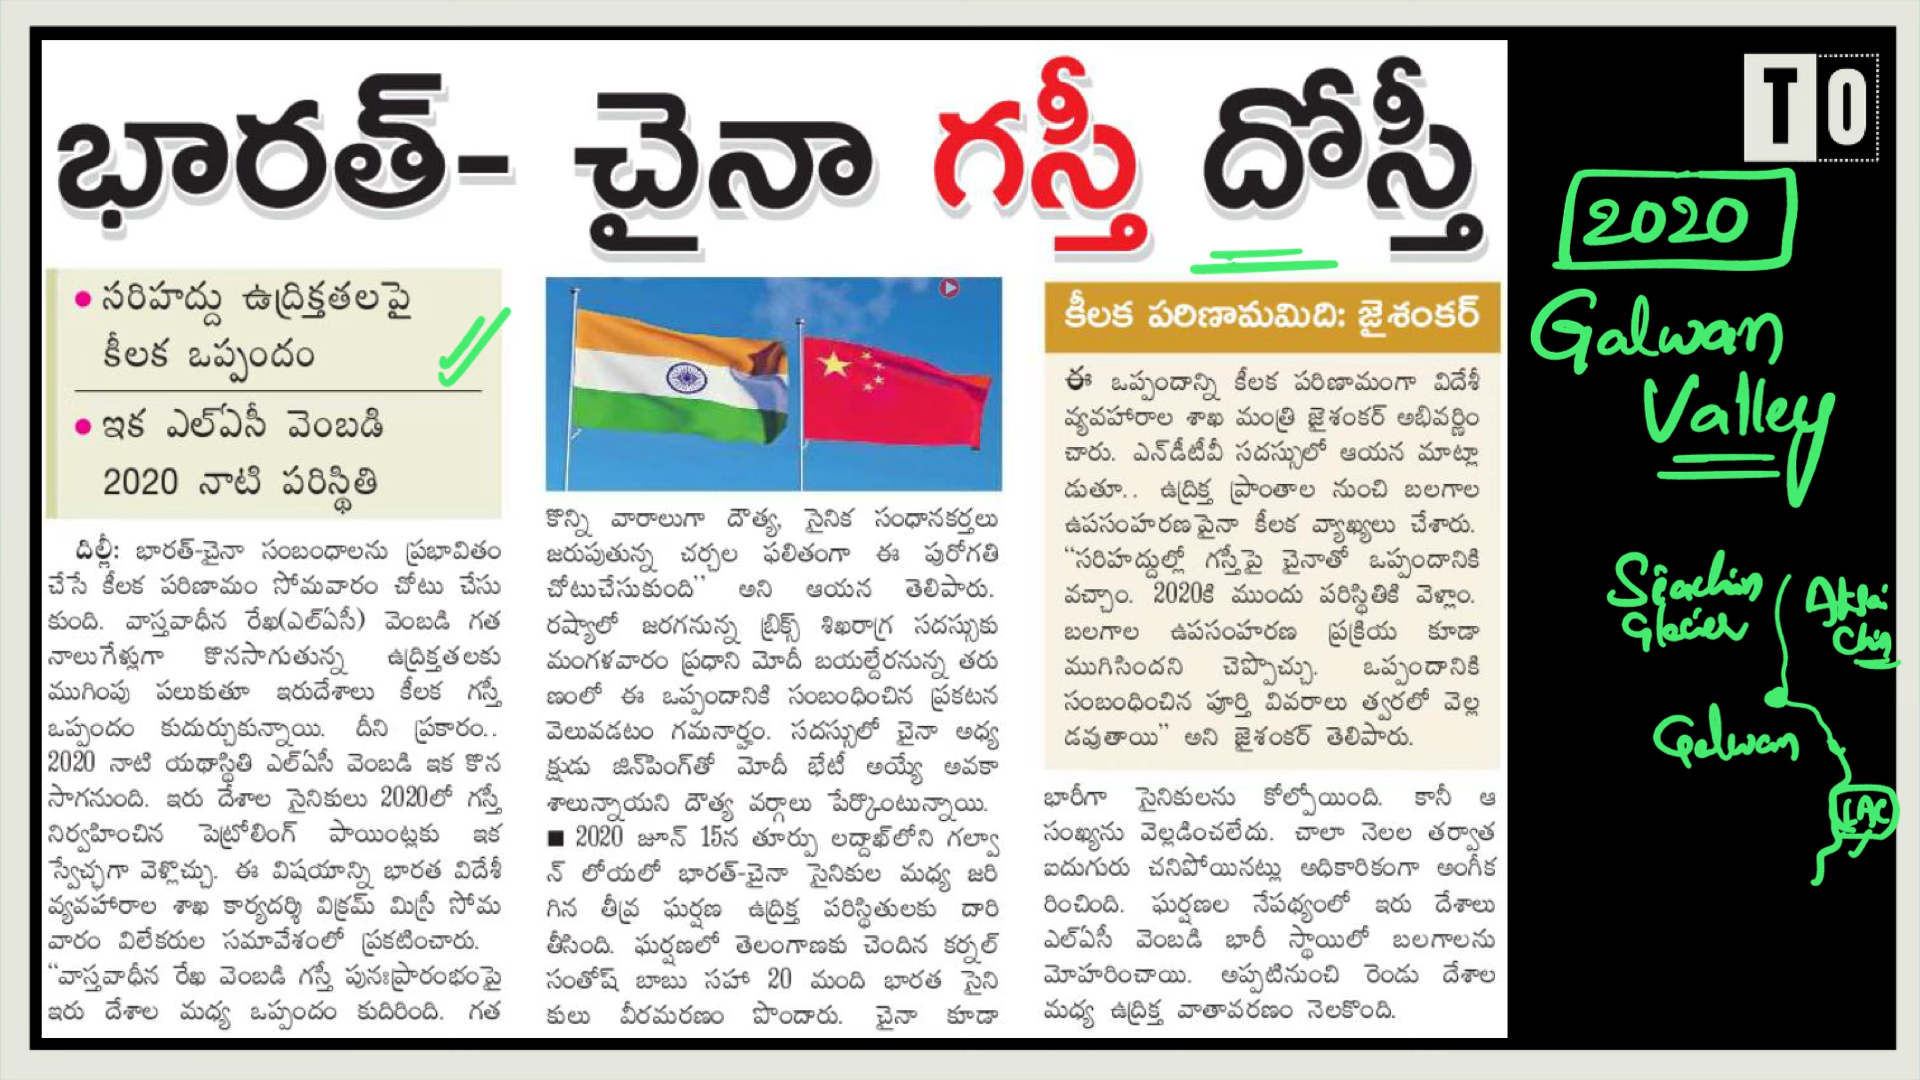 భారత్- చైనా గస్తీ దోస్తీ
• సరిహద్దు ఉద్రిక్తతలపై
కీలక ఒప్పందం
• ఇక ఎల్ఏసీ వెంబడి
2020 నాటి పరిస్థితి
దిల్లీ: భారత్-చైనా సంబంధాలను ప్రభావితం
చేసే కీలక పరిణామం సోమవారం చోటు చేసు
కుంది. వాస్తవాధీన రేఖ(ఎల్ఏసీ) వెంబడి గత
నాలుగేళ్లుగా కొనసాగుతున్న ఉద్రిక్తతలకు
ముగింపు పలుకుతూ ఇరుదేశాలు కీలక గస్తీ
ఒప్పందం కుదుర్చుకున్నాయి. దీని ప్రకారం..
2020 నాటి యథాస్థితి ఎల్ఏసీ వెంబడి ఇక కొన
సాగనుంది. ఇరు దేశాల సైనికులు 2020లో గస్తీ
నిర్వహించిన పెట్రోలింగ్ పాయింట్లకు ఇక
స్వేచ్ఛగా వెళ్లొచ్చు. ఈ విషయాన్ని భారత విదేశీ
వ్యవహారాల శాఖ కార్యదర్శి విక్రమ్ మిస్రీ సోమ
వారం విలేకరుల సమావేశంలో ప్రకటించారు.
“వాస్తవాధీన రేఖ వెంబడి గస్తీ పునఃప్రారంభంపై
ఇరు దేశాల మధ్య ఒప్పందం కుదిరింది. గత
కొన్ని వారాలుగా దౌత్య, సైనిక సంధానకర్తలు
జరుపుతున్న చర్చల ఫలితంగా ఈ పురోగతి
చోటుచేసుకుంది” అని ఆయన తెలిపారు.
రష్యాలో జరగనున్న బ్రిక్స్ శిఖరాగ్ర సదస్సుకు
మంగళవారం ప్రధాని మోదీ బయల్దేరనున్న తరు
ణంలో ఈ ఒప్పందానికి సంబంధించిన ప్రకటన
వెలువడటం గమనార్హం. సదస్సులో చైనా అధ్య
క్షుడు జిన్‌పింగ్‌తో మోదీ భేటీ అయ్యే అవకా
శాలున్నాయని దౌత్య వర్గాలు పేర్కొంటున్నాయి.
■ 2020 జూన్ 15న తూర్పు లద్దాఖ్‌లోని గల్వా
న్ లోయలో భారత్-చైనా సైనికుల మధ్య జరి
గిన తీవ్ర ఘర్షణ ఉద్రిక్త పరిస్థితులకు దారి
తీసింది. ఘర్షణలో తెలంగాణకు చెందిన కర్నల్
సంతోష్ బాబు సహా 20 మంది భారత సైని
కులు వీరమరణం పొందారు. చైనా కూడా
కీలక పరిణామమిది: జైశంకర్
ఈ ఒప్పందాన్ని కీలక పరిణామంగా విదేశీ
వ్యవహారాల శాఖ మంత్రి జైశంకర్ అభివర్ణిం
చారు. ఎన్‌డీటీవీ సదస్సులో ఆయన మాట్లా
డుతూ.. ఉద్రిక్త ప్రాంతాల నుంచి బలగాల
ఉపసంహరణపైనా కీలక వ్యాఖ్యలు చేశారు.
“సరిహద్దుల్లో గస్తీపై చైనాతో ఒప్పందానికి
వచ్చాం. 2020కి ముందు పరిస్థితికి వెళ్లాం.
బలగాల ఉపసంహరణ ప్రక్రియ కూడా
ముగిసిందని చెప్పొచ్చు. ఒప్పందానికి
సంబంధించిన పూర్తి వివరాలు త్వరలో వెల్ల
డవుతాయి” అని జైశంకర్ తెలిపారు.
భారీగా సైనికులను కోల్పోయింది. కానీ ఆ
సంఖ్యను వెల్లడించలేదు. చాలా నెలల తర్వాత
ఐదుగురు చనిపోయినట్లు అధికారికంగా అంగీక
రించింది. ఘర్షణల నేపథ్యంలో ఇరు దేశాలు
ఎల్ఏసీ వెంబడి భారీ స్థాయిలో బలగాలను
మోహరించాయి. అప్పటినుంచి రెండు దేశాల
మధ్య ఉద్రిక్త వాతావరణం నెలకొంది.
TO
2020
Galwan
Valley
Siachin
Glacier
Aksai
Chin
Galwan
LAC